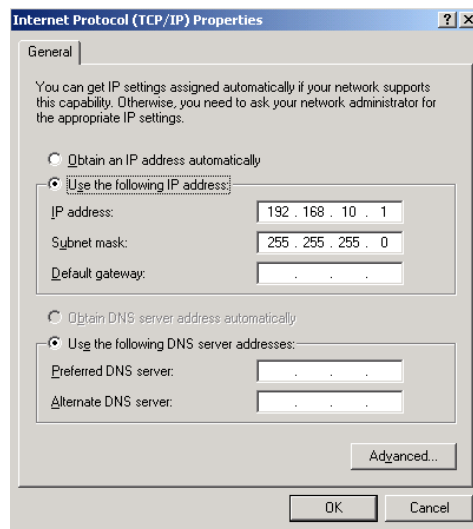 Internet Protocol (TCP/IP) Properties
General
You can get IP settings assigned automatically if your network supports
this capability. Otherwise, you need to ask your network administrator for
the appropriate IP settings.
Obtain an IP address automatically
Use the following IP address:
IP address: 192 . 168 . 10 . 1
Subnet mask: 255 . 255 . 255 . 0
Default gateway: . . .
Obtain DNS server address automatically
Use the following DNS server addresses:
Preferred DNS server: . . .
Alternate DNS server: . . .
Advanced...
OK Cancel